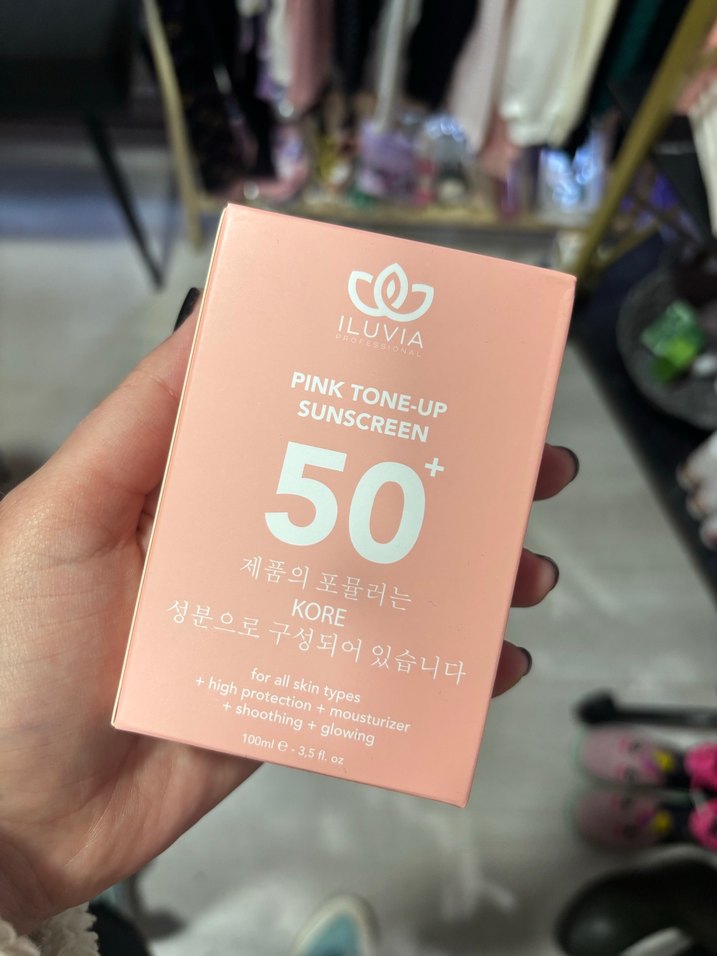 ILUVIA
PROFESSIONAL
PINK TONE-UP
SUNSCREEN
50+
제품의 포뮬러는
KORE
성분으로 구성되어 있습니다
for all skin types
+ high protection + mousturizer
+ shoothing + glowing
100ml ℮ - 3,5 fl. oz